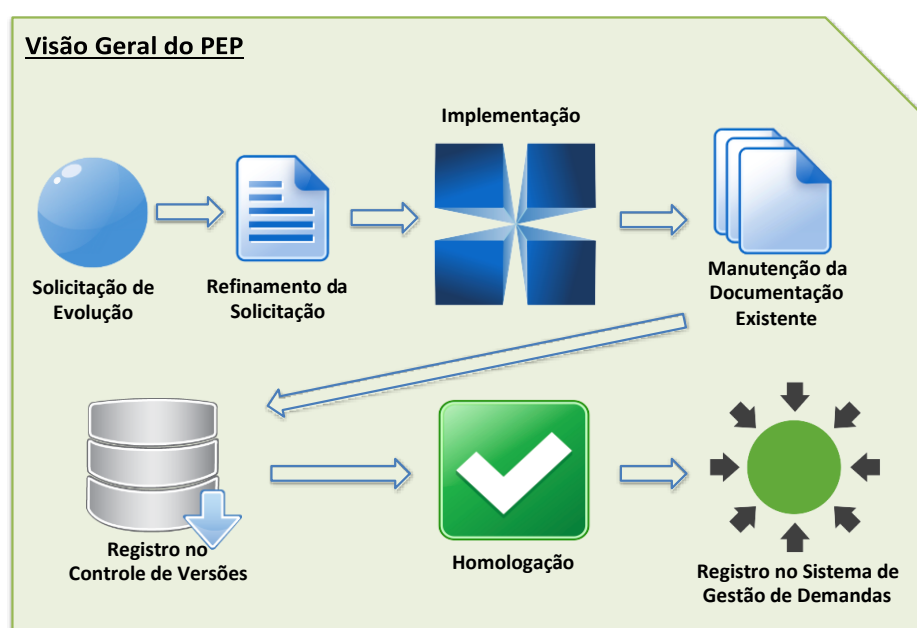 Visão Geral do PEP
Implementação
Solicitação de
Evolução
Refinamento da
Solicitação
Manutenção da
Documentação
Existente
Registro no
Controle de Versões
Homologação
Registro no Sistema de
Gestão de Demandas